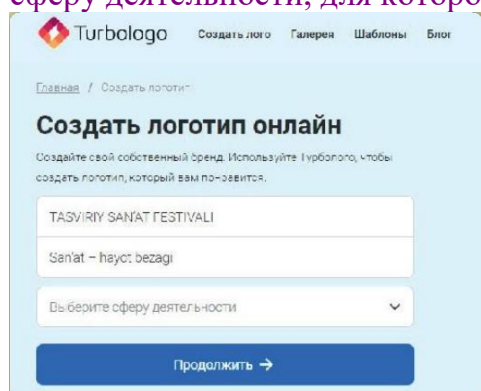 сферу деятельности, для которо
Turbologo Создать лого Галерея Шаблоны Блог
Главная / Создать логотип
Создать логотип онлайн
Создайте свой собственный бренд. Используйте Турболого, чтобы
создать логотип, который вам понравится.
TASVIRIY SAN'AT FESTIVALI
San'at – hayot bezagi
Выберите сферу деятельности
Продолжить →